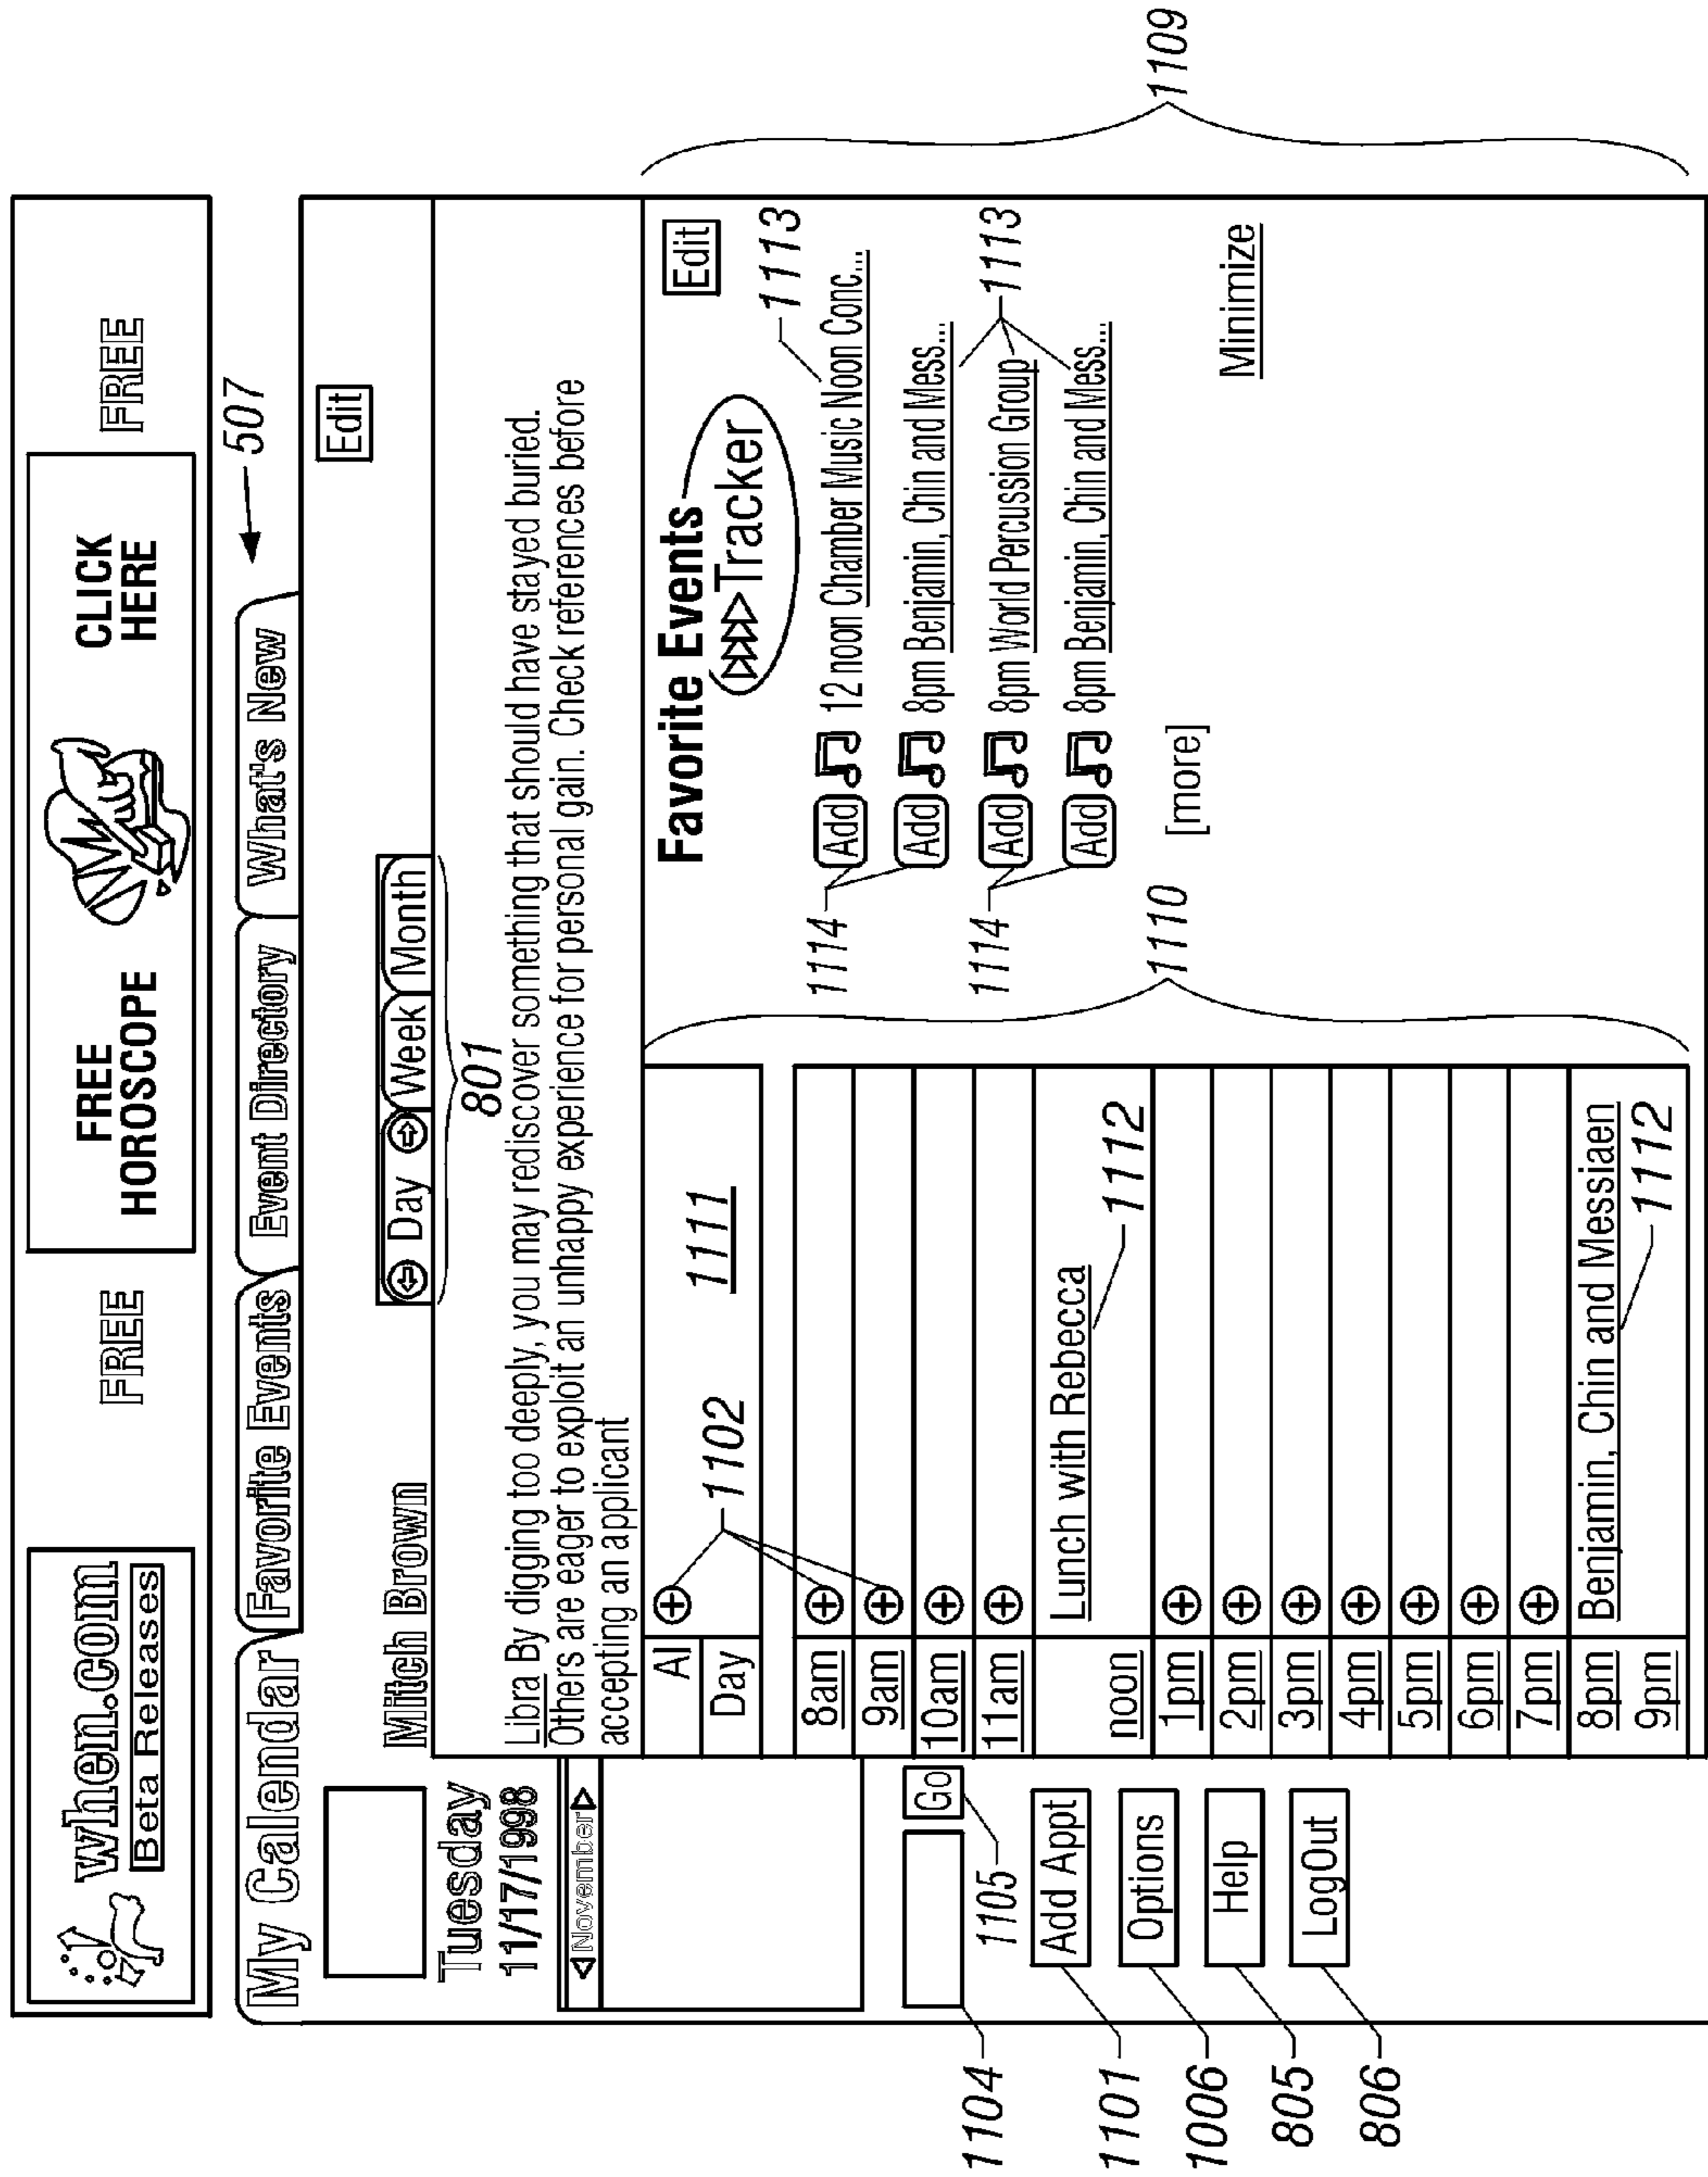 when.com
Beta Releases
FREE
FREE
HOROSCOPE
CLICK
HERE
FREE
My Calendar
Favorite Events
Event Directory
What's New
507
Mitch Brown
Edit
Day Week Month
801
Tuesday
11/17/1998
November
Libra By digging too deeply, you may rediscover something that should have stayed buried.
Others are eager to exploit an unhappy experience for personal gain. Check references before
accepting an applicant
Al
Day
1102
1111
8am
9am
10am
11am
noon Lunch with Rebecca
1112
1pm
2pm
3pm
4pm
5pm
6pm
7pm
8pm Benjamin, Chin and Messiaen
9pm
1112
1110
Favorite Events
Tracker
Edit
1113
Add 12 noon Chamber Music Noon Conc...
Add 8pm Benjamin, Chin and Mess...
Add 8pm World Percussion Group
Add 8pm Benjamin, Chin and Mess...
1114
1114
1113
[more]
Minimize
1109
Go
1104
1105
Add Appt
1101
Options
1006
Help
805
LogOut
806